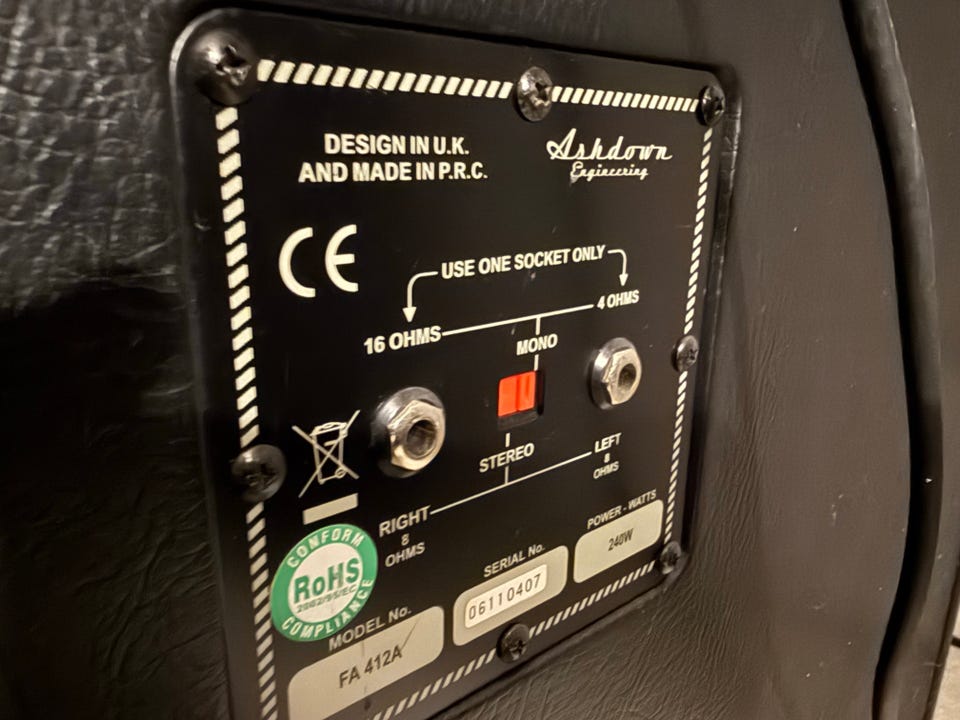 DESIGN IN U.K.
AND MADE IN P.R.C.
Ashdown
Engineering
CE
USE ONE SOCKET ONLY
16 OHMS
4 OHMS
MONO
STEREO
LEFT
8
OHMS
RIGHT
8
OHMS
CONFORM
RoHS
2002/95/EC
COMPLIANCE
POWER - WATTS
240W
SERIAL No.
06110407
MODEL No.
FA 412A